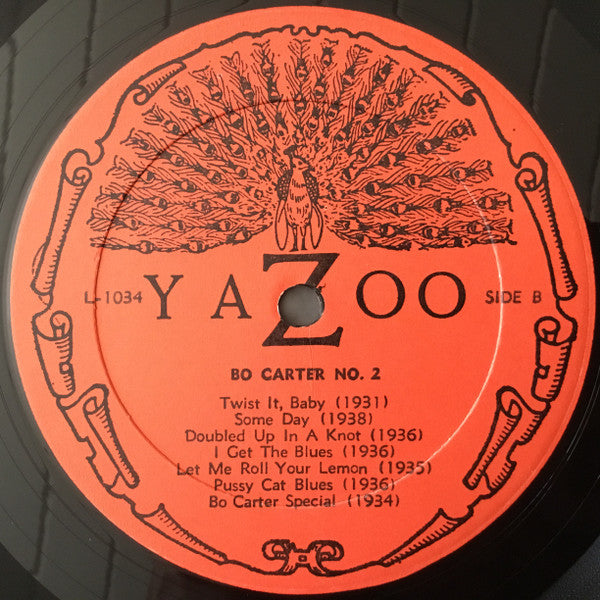 L-1034 YAZOO SIDE B
BO CARTER NO. 2
Twist It, Baby (1931)
Some Day (1938)
Doubled Up In A Knot (1936)
I Get The Blues (1936)
Let Me Roll Your Lemon (1935)
Pussy Cat Blues (1936)
Bo Carter Special (1934)